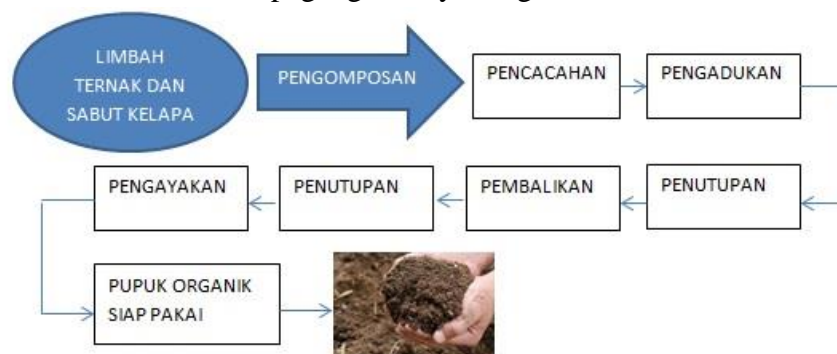 LIMBAH
TERNAK DAN
SABUT KELAPA
PENGOMPOSAN
PENCACAHAN
PENGADUKAN
PENUTUPAN
PEMBALIKAN
PENUTUPAN
PENGAYAKAN
PUPUK ORGANIK
SIAP PAKAI